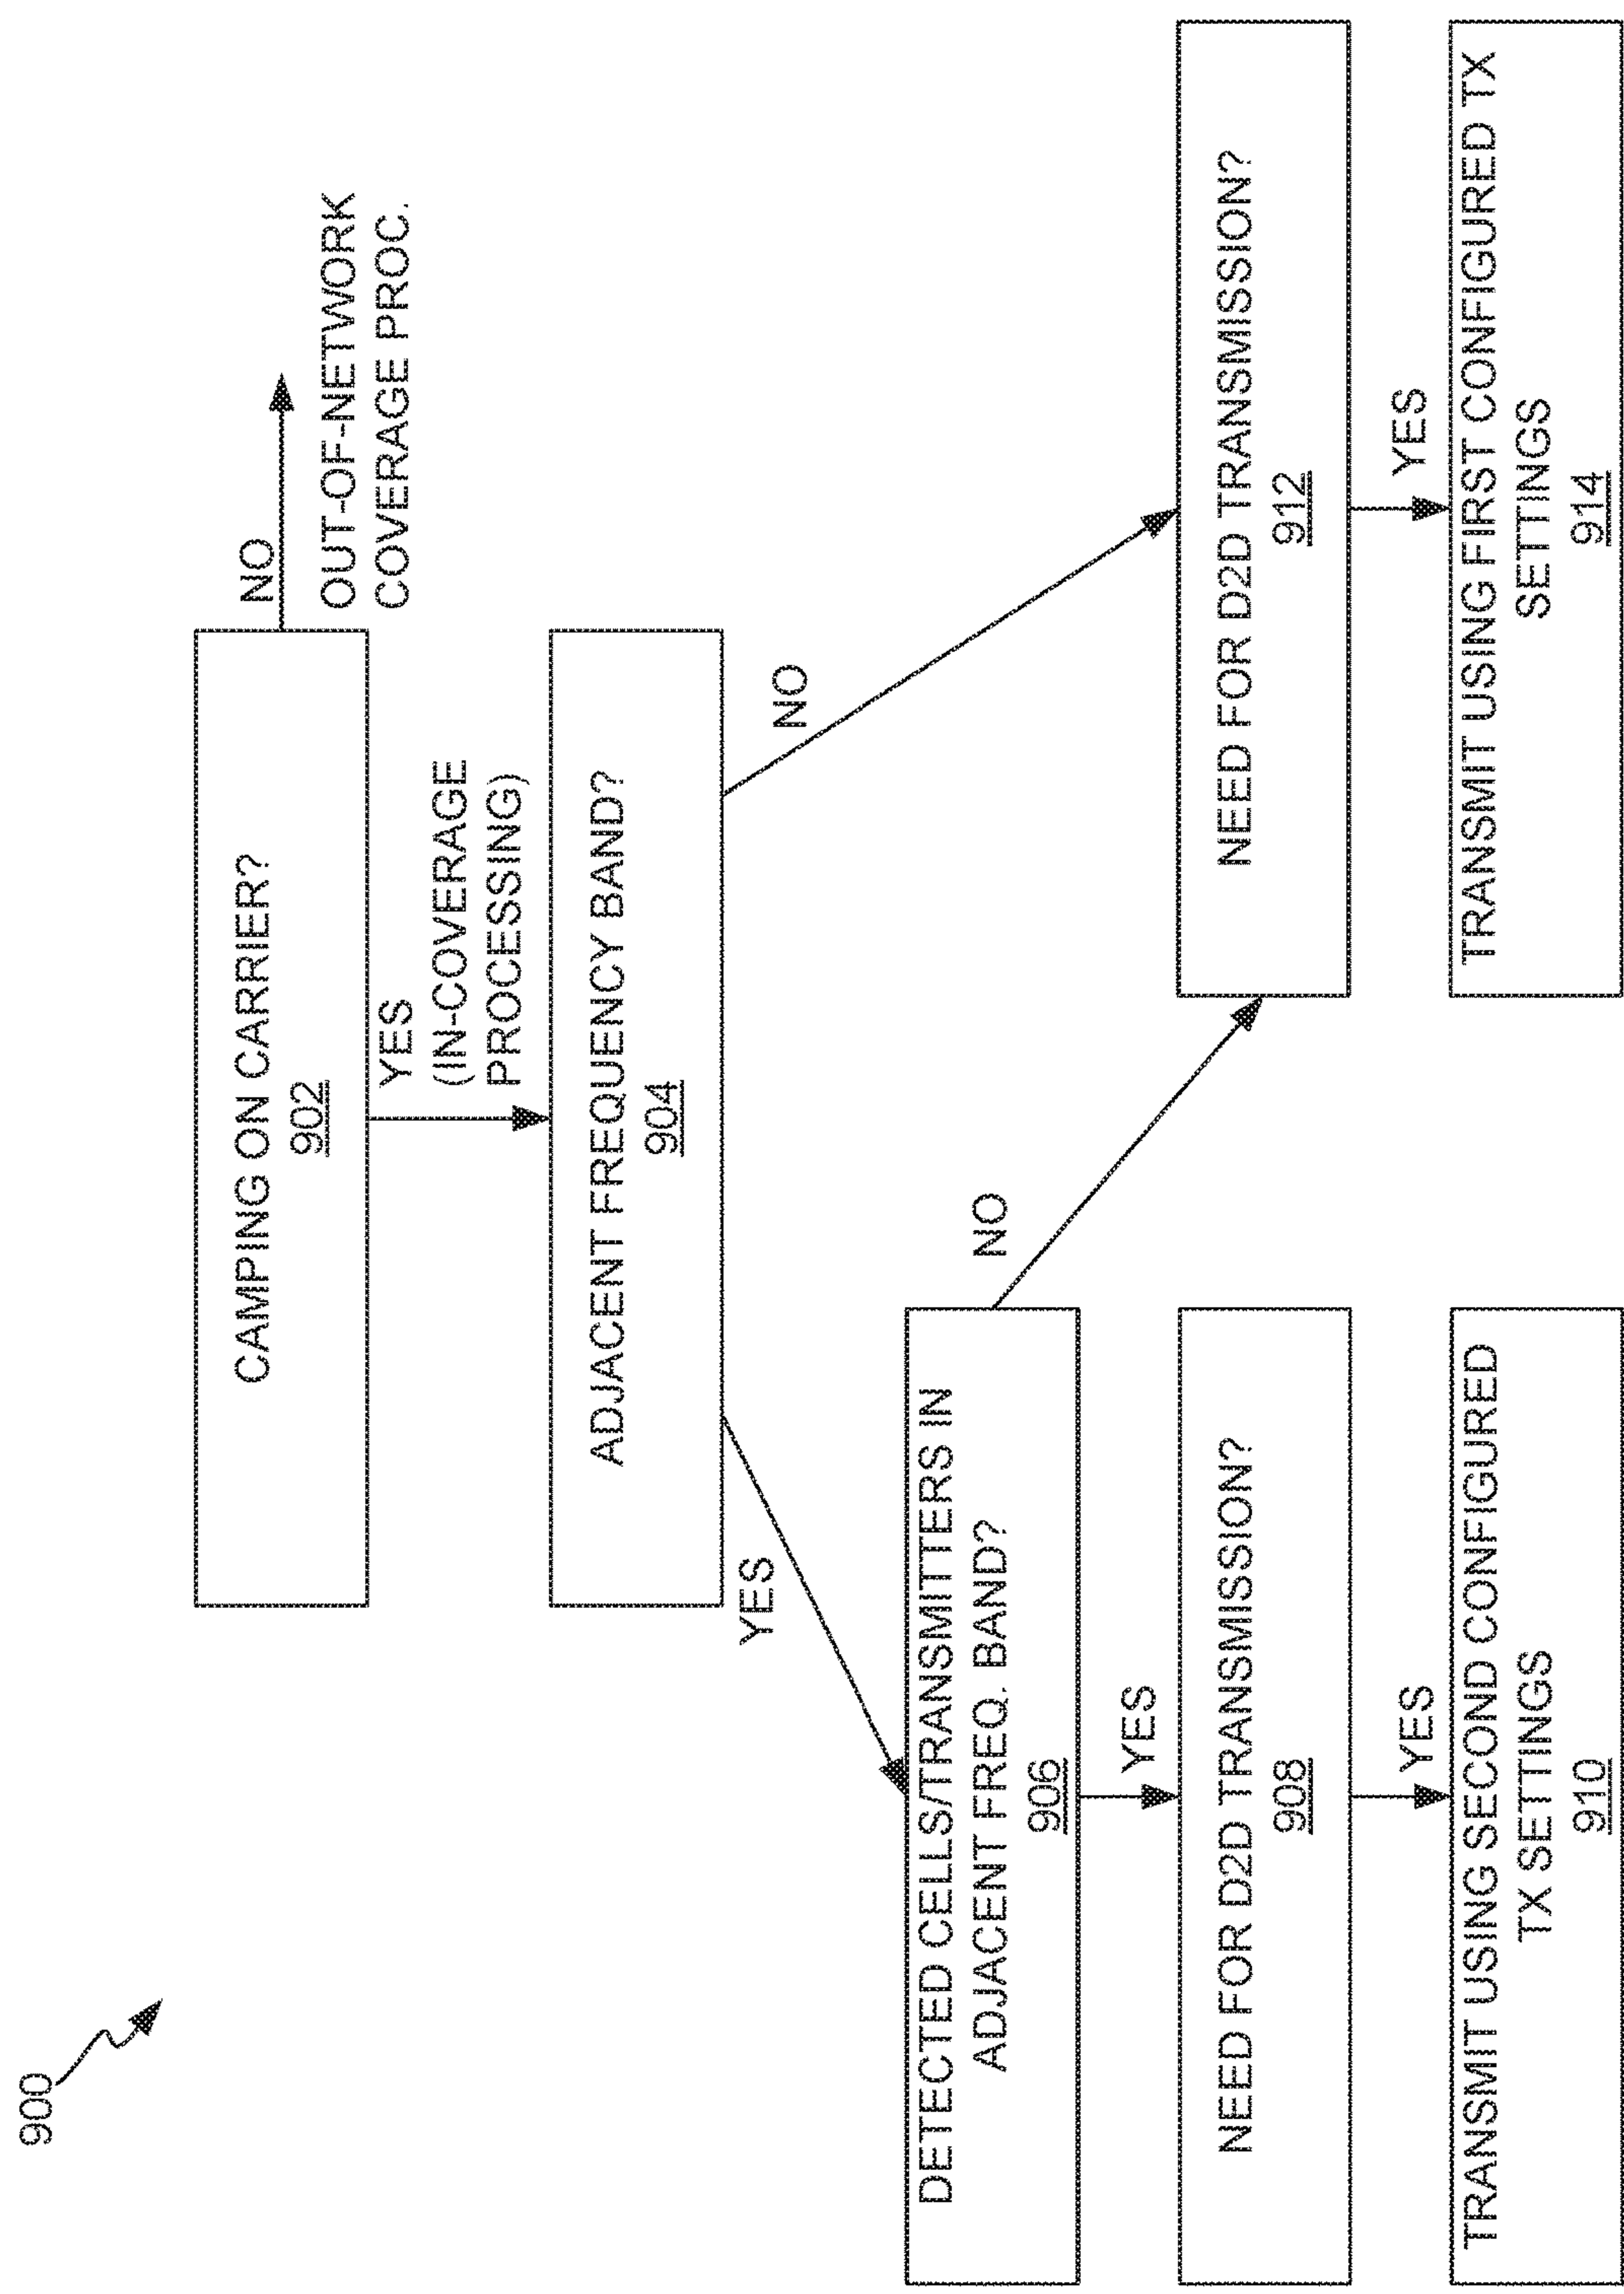 900
CAMPING ON CARRIER?
902
NO
OUT-OF-NETWORK
COVERAGE PROC.
YES
(IN-COVERAGE
PROCESSING)
ADJACENT FREQUENCY BAND?
904
YES
NO
DETECTED CELLS/TRANSMITTERS IN
ADJACENT FREQ. BAND?
906
NO
YES
NEED FOR D2D TRANSMISSION?
908
NEED FOR D2D TRANSMISSION?
912
YES
YES
TRANSMIT USING SECOND CONFIGURED
TX SETTINGS
910
TRANSMIT USING FIRST CONFIGURED TX
SETTINGS
914